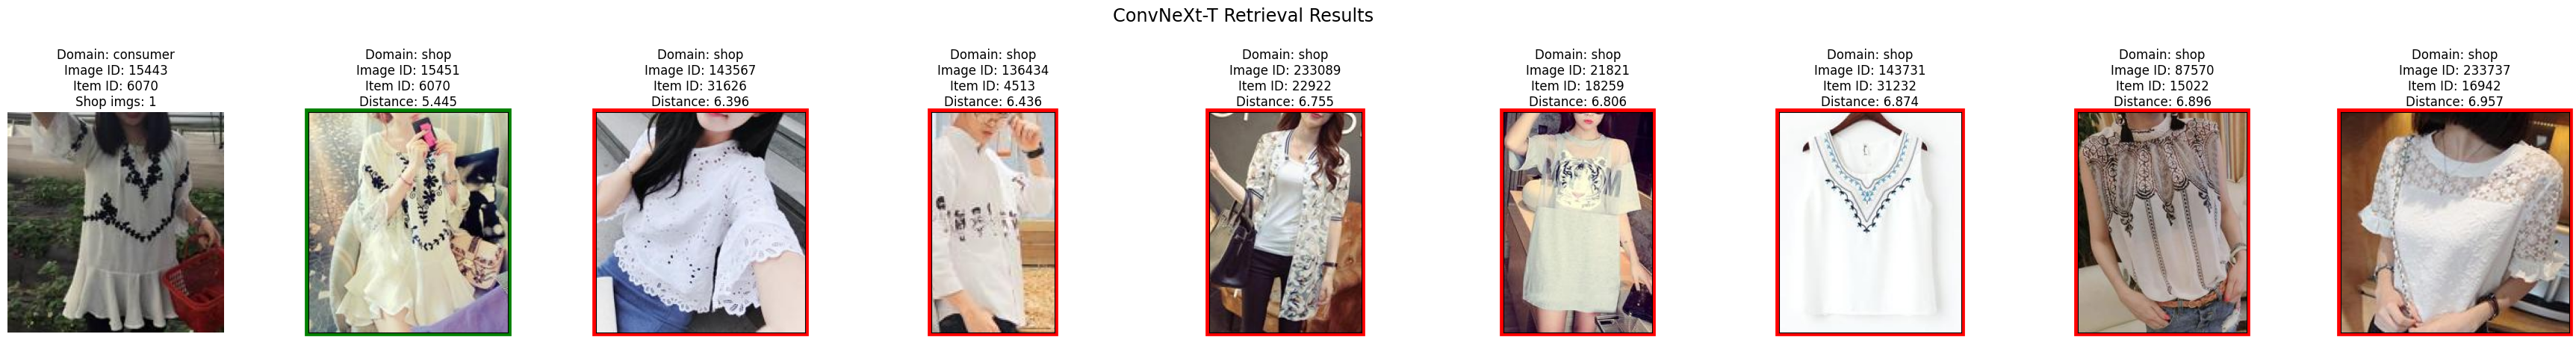 ConvNeXt-T Retrieval Results
Domain: consumer
Image ID: 15443
Item ID: 6070
Shop imgs: 1
Domain: shop
Image ID: 15451
Item ID: 6070
Distance: 5.445
Domain: shop
Image ID: 143567
Item ID: 31626
Distance: 6.396
Domain: shop
Image ID: 136434
Item ID: 4513
Distance: 6.436
Domain: shop
Image ID: 233089
Item ID: 22922
Distance: 6.755
Domain: shop
Image ID: 21821
Item ID: 18259
Distance: 6.806
Domain: shop
Image ID: 143731
Item ID: 31232
Distance: 6.874
Domain: shop
Image ID: 87570
Item ID: 15022
Distance: 6.896
Domain: shop
Image ID: 233737
Item ID: 16942
Distance: 6.957